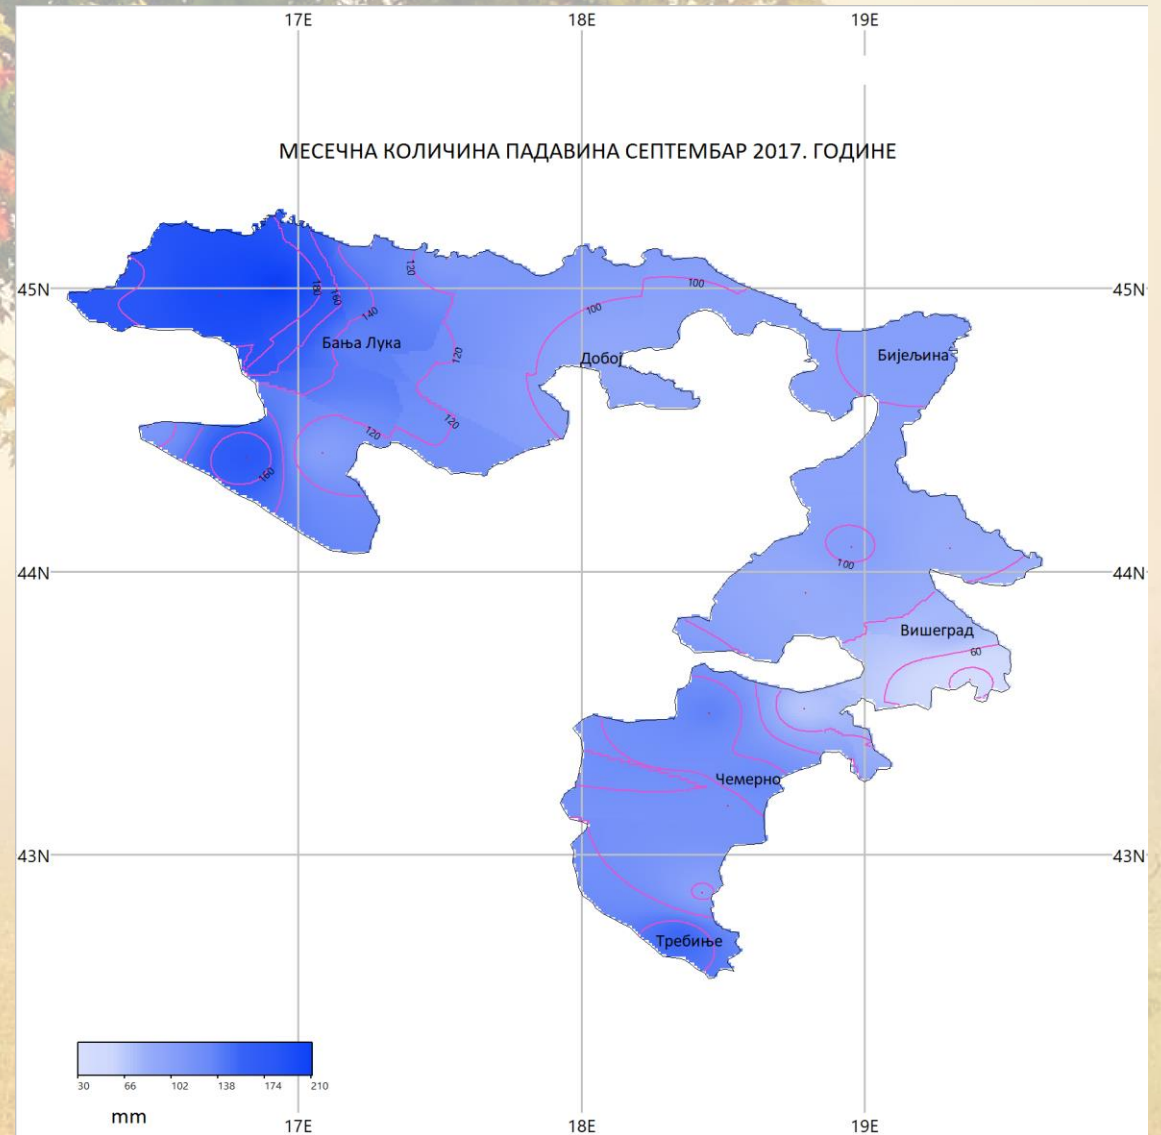 17E 18E 19E
МЕСЕЧНА КОЛИЧИНА ПАДАВИНА СЕПТЕМБАР 2017. ГОДИНЕ
120
45N 180 160 100 45N
140 100
Бања Лука 120 Добој Бијељина
120 120
160
100
44N 44N
Вишеград
60
Чемерно
43N 43N
Требиње
30 66 102 138 174 210
mm
17E 18E 19E